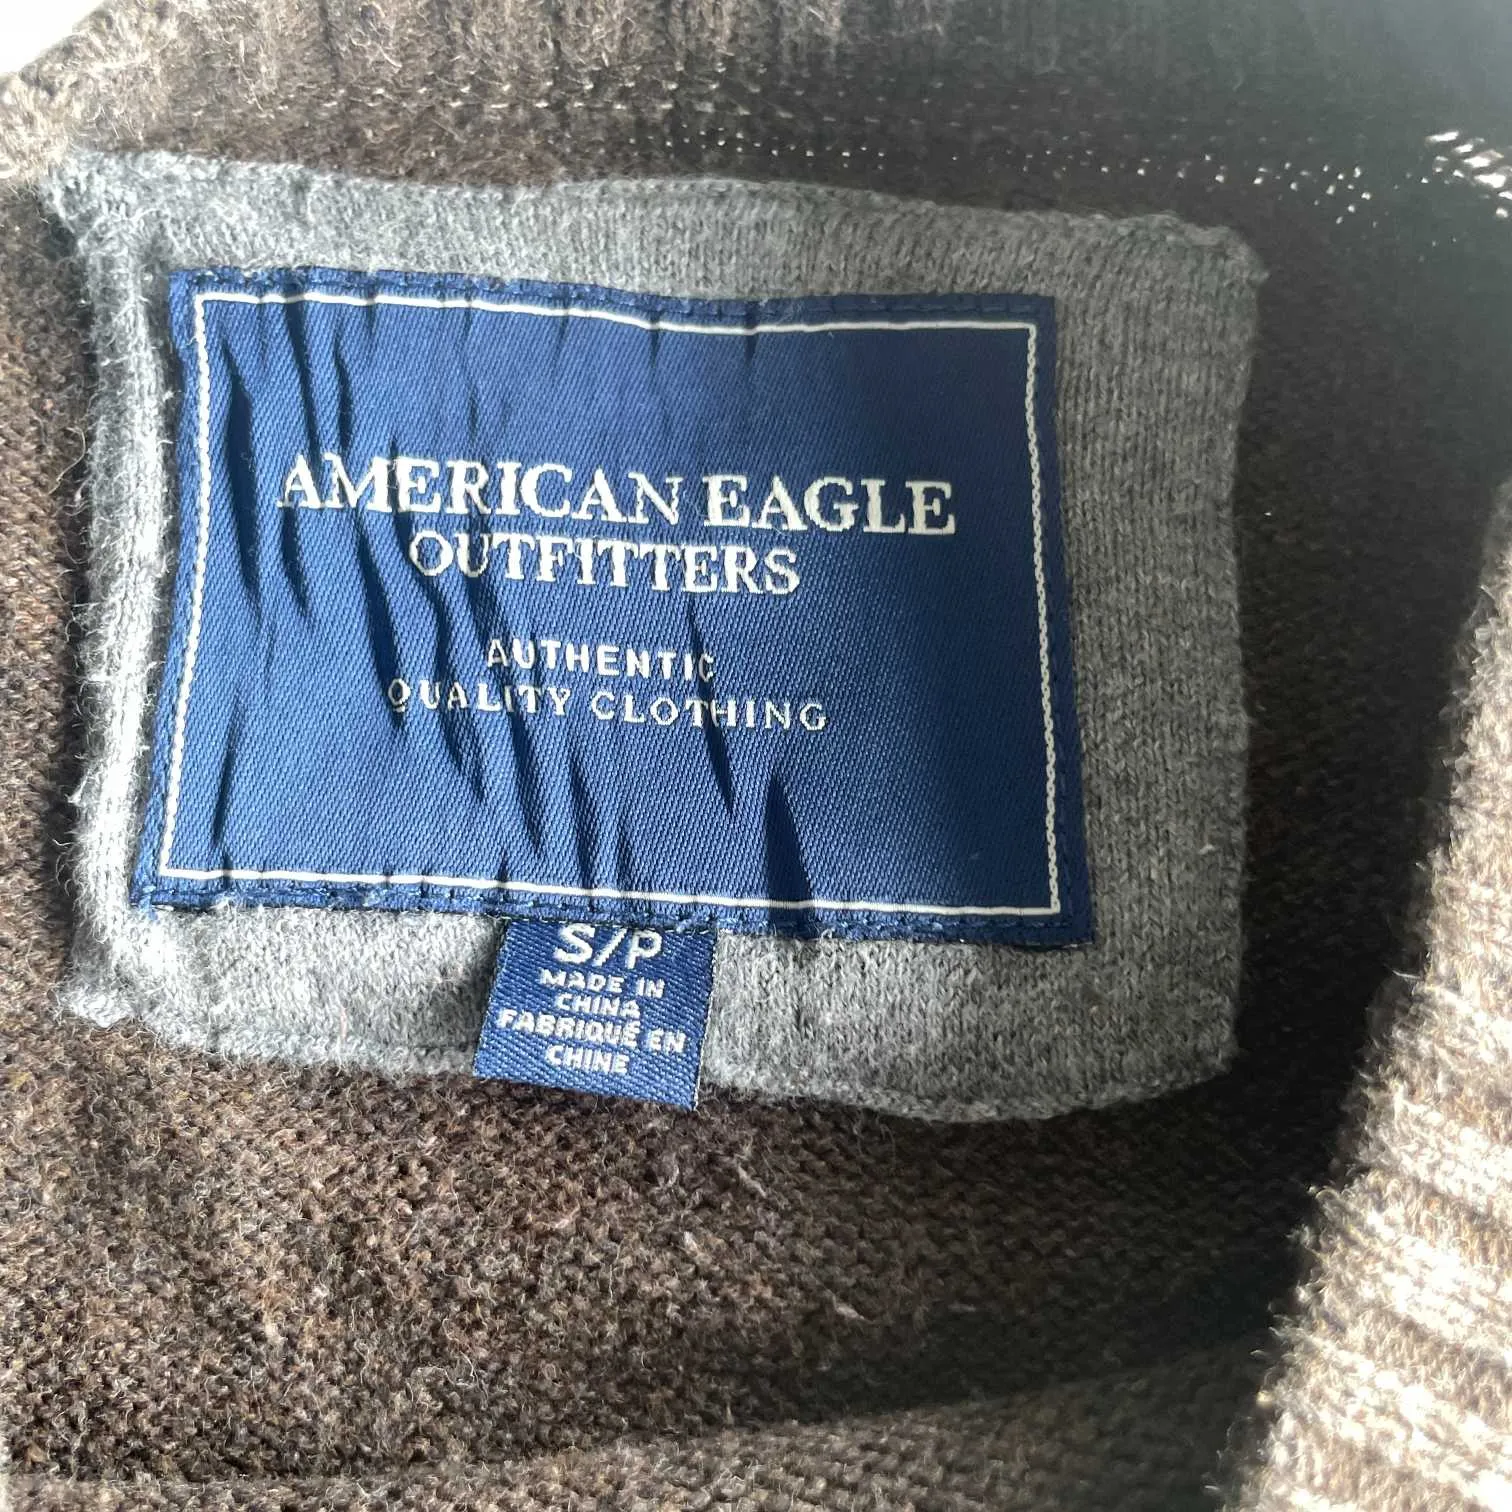 AMERICAN EAGLE
OUTFITTERS
AUTHENTIC
QUALITY CLOTHING
S/P
MADE IN
CHINA
FABRIQUÉ EN
CHINE